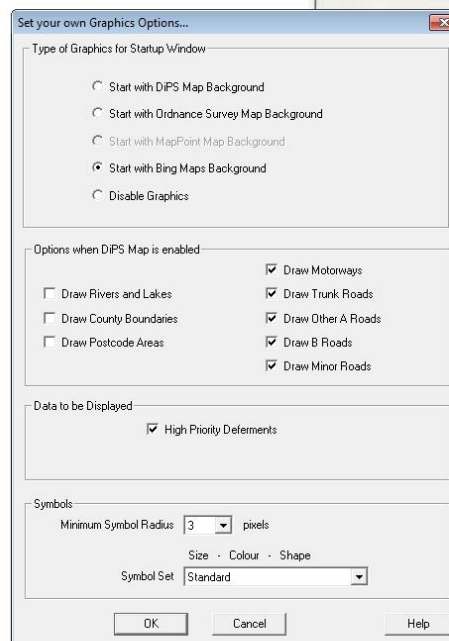 Set your own Graphics Options...
Type of Graphics for Startup Window
Start with DiPS Map Background
Start with Ordnance Survey Map Background
Start with MapPoint Map Background
Start with Bing Maps Background
Disable Graphics
Options when DiPS Map is enabled
Draw Motorways
Draw Rivers and Lakes Draw Trunk Roads
Draw County Boundaries Draw Other A Roads
Draw Postcode Areas Draw B Roads
Draw Minor Roads
Data to be Displayed
High Priority Deferments
Symbols
Minimum Symbol Radius 3 pixels
Size - Colour - Shape
Symbol Set Standard
OK Cancel Help